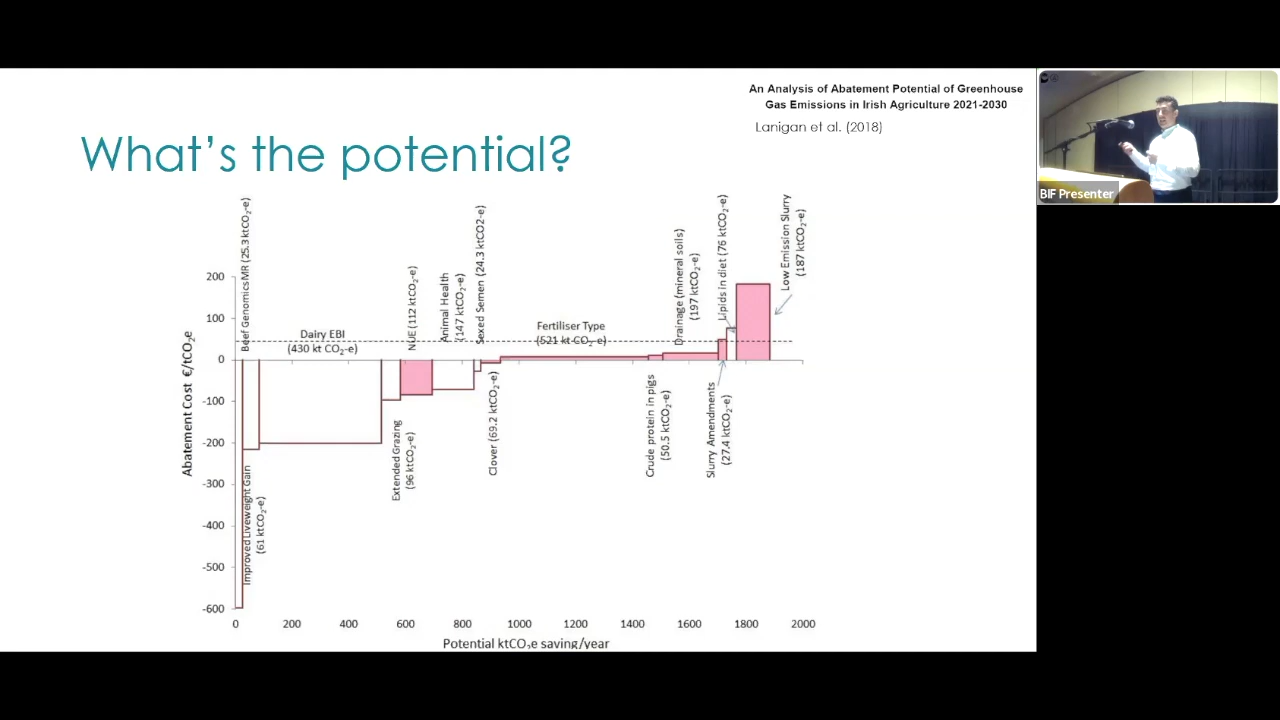 An Analysis of Abatement Potential of Greenhouse
Gas Emissions in Irish Agriculture 2021-2030
Lanigan et al. (2018)
What's the potential?
BIF Presenter
Beef Genomics MR (25.3 ktCO2-e)
Dairy EBI
(430 kt CO2-e)
NUE (112 ktCO2-e)
Animal Health
(147 ktCO2-e)
Sexed Semen (24.3 ktCO2-e)
Fertiliser Type
(521 kt CO2-e)
Drainage (mineral soils)
(197 ktCO2-e)
Lipids in diet (76 ktCO2-e)
Low Emission Slurry
(187 ktCO2-e)
Improved Liveweight Gain
(61 ktCO2-e)
Extended Grazing
(96 ktCO2-e)
Clover (69.2 ktCO2-e)
Crude protein in pigs
(50.5 ktCO2-e)
Slurry Amendments
(27.4 ktCO2-e)
Abatement Cost €/tCO2e
200
100
0
-100
-200
-300
-400
-500
-600
0 200 400 600 800 1000 1200 1400 1600 1800 2000
Potential ktCO2e saving/year